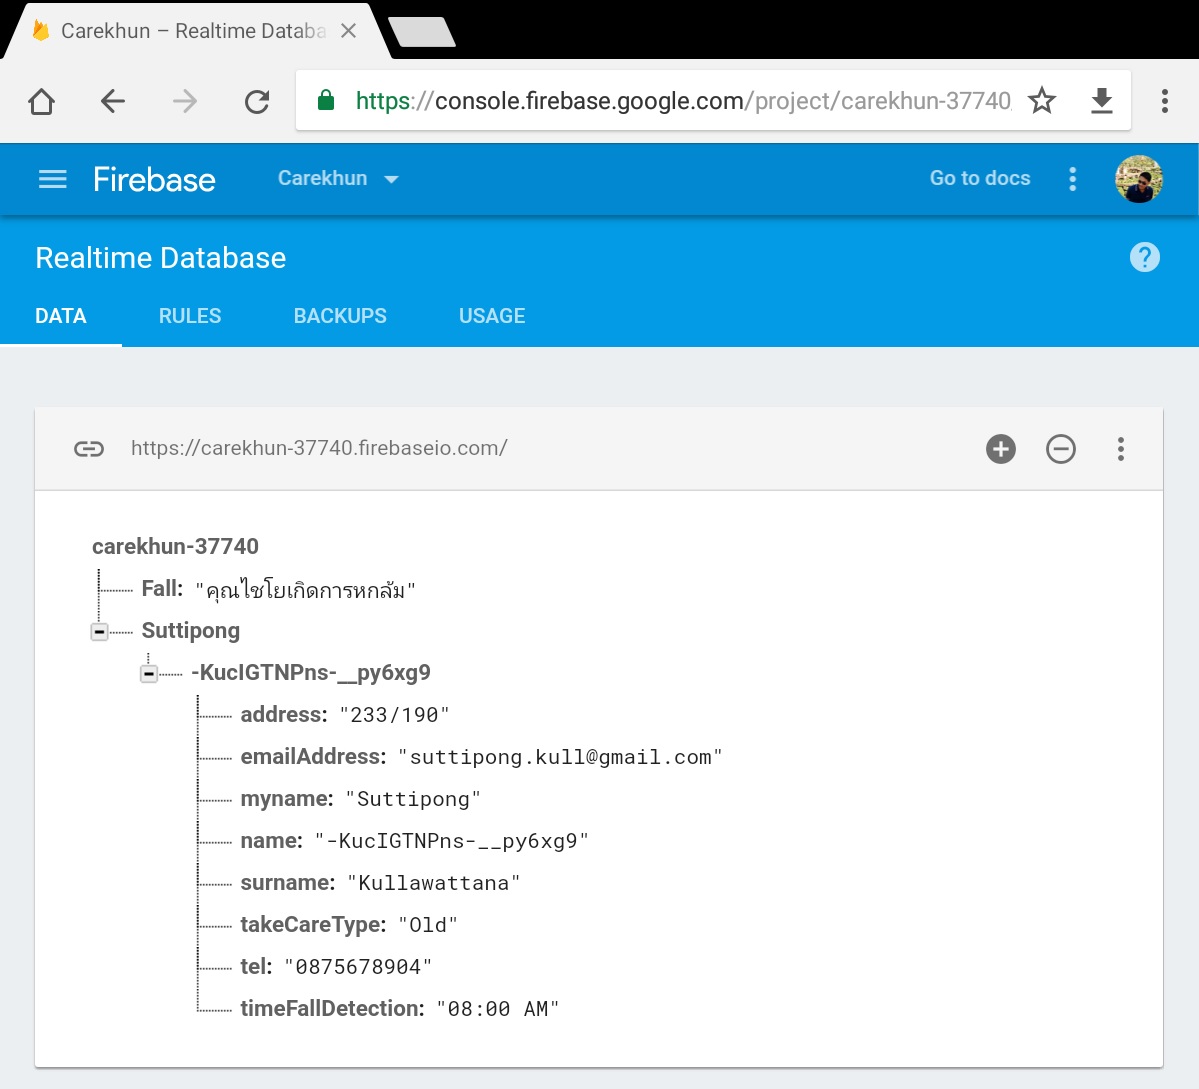 Carekhun – Realtime Databa
https://console.firebase.google.com/project/carekhun-37740
Firebase
Carekhun
Go to docs
Realtime Database
?
DATA
RULES
BACKUPS
USAGE
https://carekhun-37740.firebaseio.com/
carekhun-37740
Fall: "คุณไชโยเกิดการหกล้ม"
Suttipong
-KucIGTNPns-__py6xg9
address: "233/190"
emailAddress: "suttipong.kull@gmail.com"
myname: "Suttipong"
name: "-KucIGTNPns-__py6xg9"
surname: "Kullawattana"
takeCareType: "Old"
tel: "0875678904"
timeFallDetection: "08:00 AM"